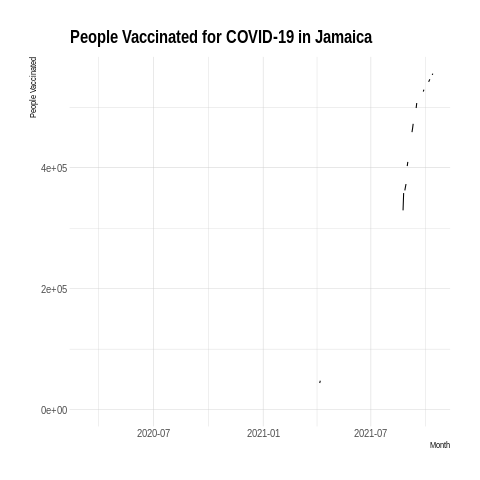 People Vaccinated for COVID-19 in Jamaica
People Vaccinated
4e+05
2e+05
0e+00
2020-07
2021-01
2021-07
Month